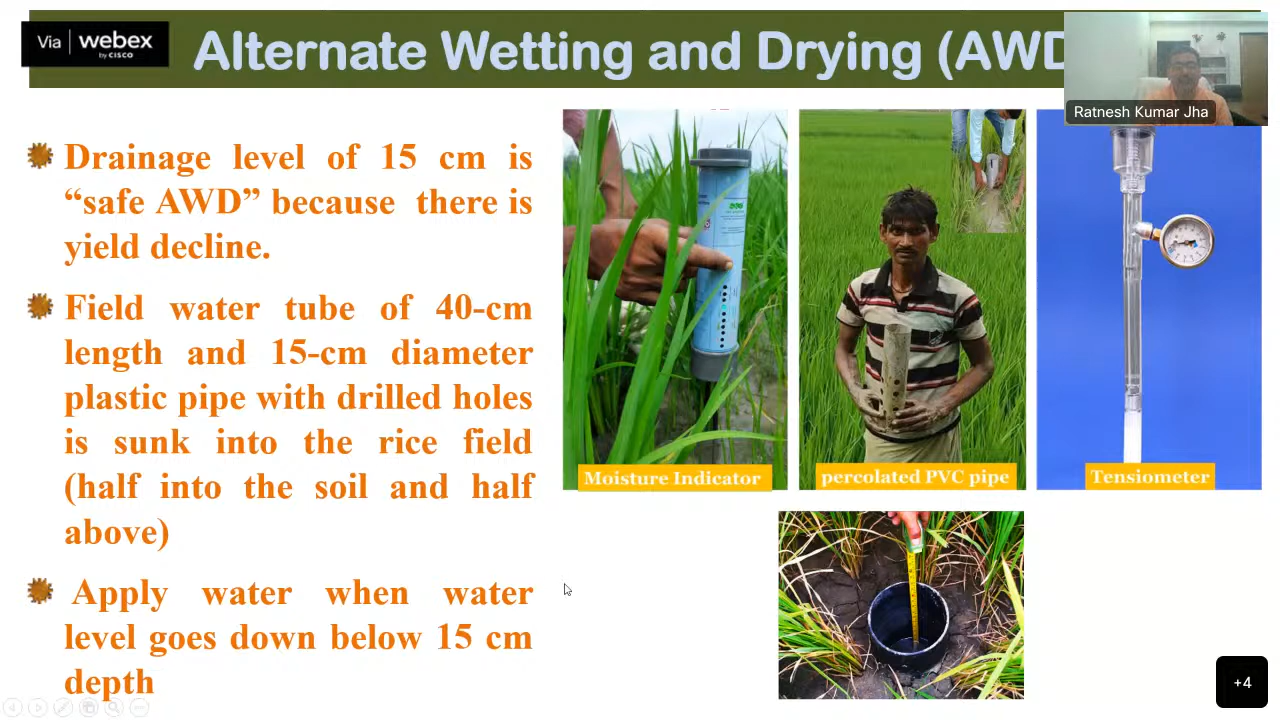 Via | webex
by CISCO
Alternate Wetting and Drying (AWD
Ratnesh Kumar Jha
Drainage level of 15 cm is
“safe AWD” because there is
yield decline.
Field water tube of 40-cm
length and 15-cm diameter
plastic pipe with drilled holes
is sunk into the rice field
(half into the soil and half
above)
Apply water when water
level goes down below 15 cm
depth
Moisture Indicator
percolated PVC pipe
Tensiometer
+4